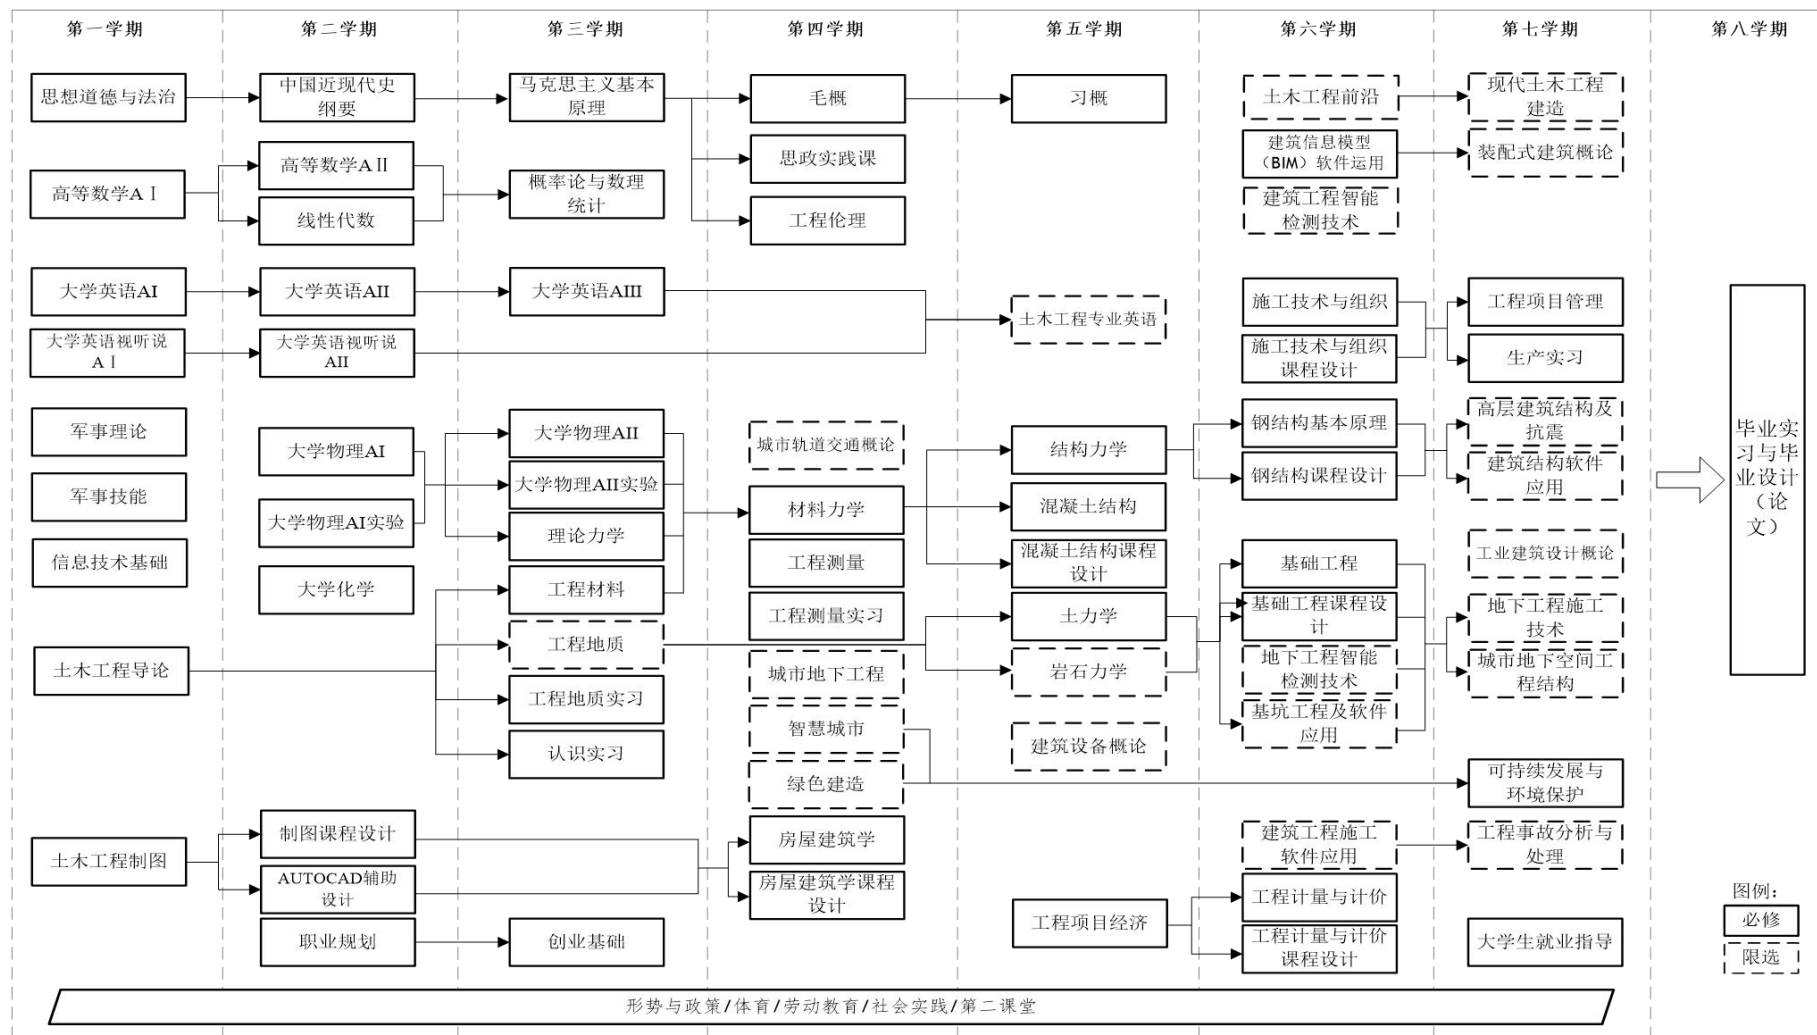 第一学期
第二学期
第三学期
第四学期
第五学期
第六学期
第七学期
第八学期
思想道德与法治
高等数学AⅠ
大学英语AI
大学英语视听说
AⅠ
军事理论
军事技能
信息技术基础
土木工程导论
土木工程制图
中国近现代史
纲要
高等数学AⅡ
线性代数
大学英语AII
大学英语视听说
AII
大学物理AI
大学物理AI实验
大学化学
制图课程设计
AUTOCAD辅助
设计
职业规划
马克思主义基本
原理
概率论与数理
统计
大学英语AIII
大学物理AII
大学物理AII实验
理论力学
工程材料
工程地质
工程地质实习
认识实习
创业基础
毛概
思政实践课
工程伦理
城市轨道交通概论
材料力学
工程测量
工程测量实习
城市地下工程
智慧城市
绿色建造
房屋建筑学
房屋建筑学课程
设计
习概
土木工程专业英语
结构力学
混凝土结构
混凝土结构课程
设计
土力学
岩石力学
建筑设备概论
工程项目经济
土木工程前沿
建筑信息模型
（BIM）软件运用
建筑工程智能
检测技术
施工技术与组织
施工技术与组织
课程设计
钢结构基本原理
钢结构课程设计
基础工程
基础工程课程设
计
地下工程智能
检测技术
基坑工程及软件
应用
建筑工程施工
软件应用
工程计量与计价
工程计量与计价
课程设计
现代土木工程
建造
装配式建筑概论
工程项目管理
生产实习
高层建筑结构及
抗震
建筑结构软件
应用
工业建筑设计概论
地下工程施工
技术
城市地下空间工
程结构
可持续发展与
环境保护
工程事故分析与
处理
大学生就业指导
毕业实
习与毕
业设计
（论
文）
图例：
必修
限选
形势与政策/体育/劳动教育/社会实践/第二课堂